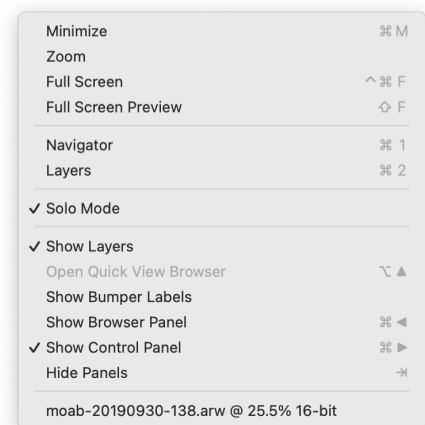 Minimize ⌘ M
Zoom
Full Screen ^ ⌘ F
Full Screen Preview ⇧ F
Navigator ⌘ 1
Layers ⌘ 2
✓ Solo Mode
✓ Show Layers
Open Quick View Browser ⌥ ▲
Show Bumper Labels
Show Browser Panel ⌘ ◀
✓ Show Control Panel ⌘ ▶
Hide Panels ⇥
moab-20190930-138.arw @ 25.5% 16-bit